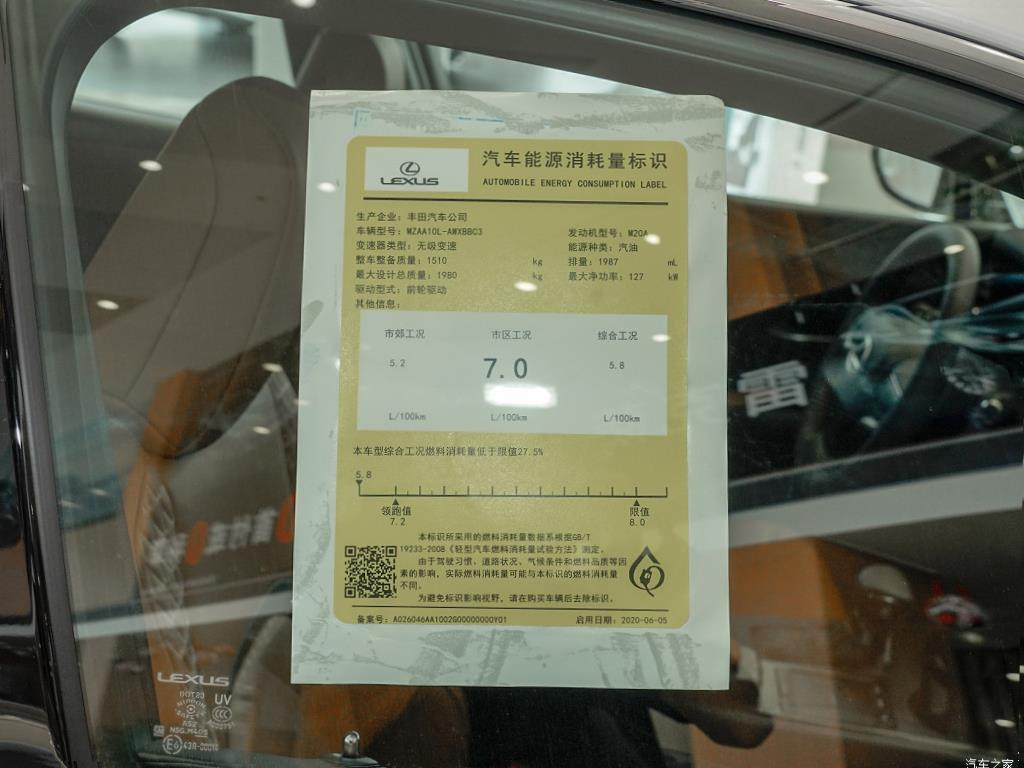 LEXUS
汽车能源消耗量标识
AUTOMOBILE ENERGY CONSUMPTION LABEL
生产企业：丰田汽车公司
车辆型号：MZAA10L-AWXBBC3 发动机型号：M20A
变速器类型：无级变速 能源种类：汽油
整车整备质量：1510 kg 排量：1987 mL
最大设计总质量：1980 kg 最大净功率：127 kW
驱动型式：前轮驱动
其他信息：
市郊工况 市区工况 综合工况
5.2 7.0 5.8
L/100km L/100km L/100km
本车型综合工况燃料消耗量低于限值27.5%
5.8
领跑值 限值
7.2 8.0
本标识所采用的燃料消耗量数据系根据GB/T
19233-2008《轻型汽车燃料消耗量试验方法》测定。
由于驾驶习惯、道路状况、气候条件和燃料品质等因
素的影响，实际燃料消耗量可能与本标识的燃料消耗量
不同。
为避免标识影响视野，请在购买车辆后去除标识。
备案号：A026046AA1002G00000000Y01 启用日期：2020-06-05
雷
LEXUS
UV
汽车之家